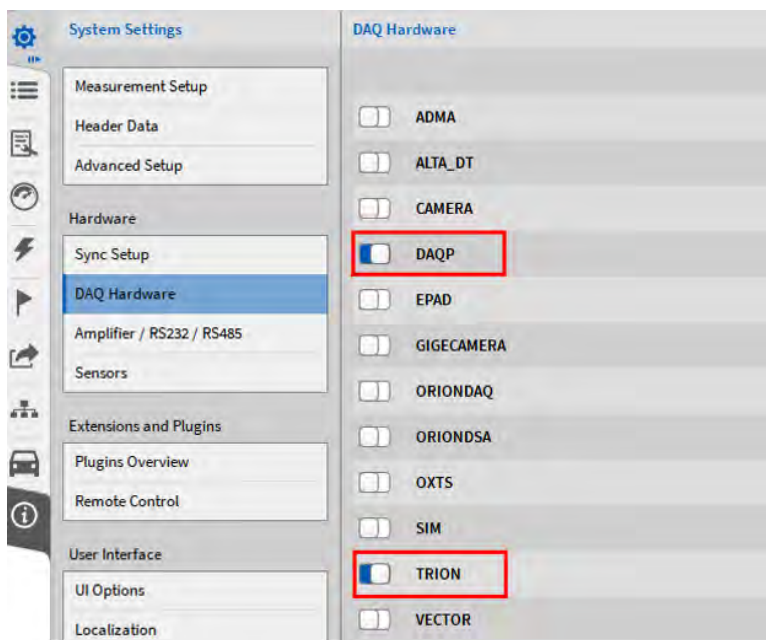 System Settings
Measurement Setup
Header Data
Advanced Setup
Hardware
Sync Setup
DAQ Hardware
Amplifier / RS232 / RS485
Sensors
Extensions and Plugins
Plugins Overview
Remote Control
User Interface
UI Options
Localization
DAQ Hardware
ADMA
ALTA_DT
CAMERA
DAQP
EPAD
GIGECAMERA
ORIONDAQ
ORIONDSA
OXTS
SIM
TRION
VECTOR